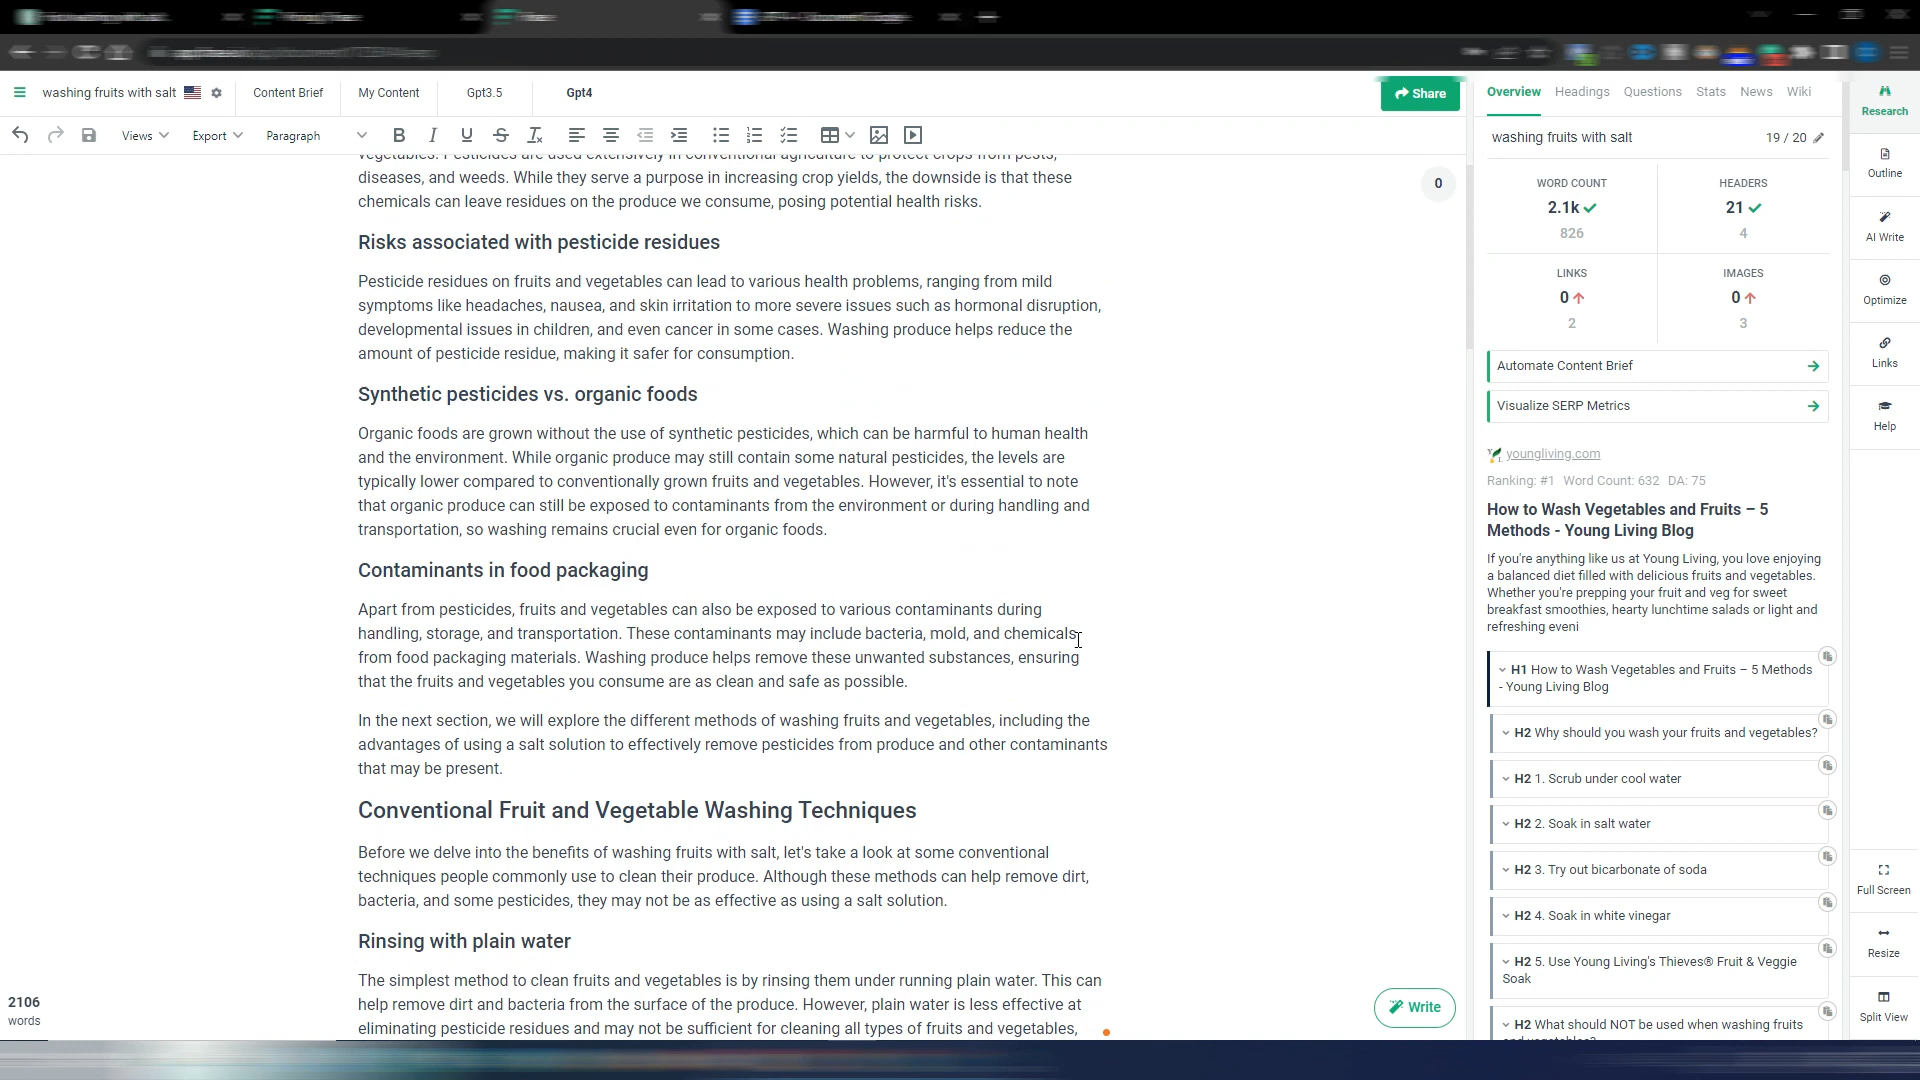 washing fruits with salt
Content Brief
My Content
Gpt3.5
Gpt4
Share
Views
Export
Paragraph
vegetables. Pesticides are used extensively in conventional agriculture to protect crops from pests,
diseases, and weeds. While they serve a purpose in increasing crop yields, the downside is that these
chemicals can leave residues on the produce we consume, posing potential health risks.
0
Risks associated with pesticide residues
Pesticide residues on fruits and vegetables can lead to various health problems, ranging from mild
symptoms like headaches, nausea, and skin irritation to more severe issues such as hormonal disruption,
developmental issues in children, and even cancer in some cases. Washing produce helps reduce the
amount of pesticide residue, making it safer for consumption.
Synthetic pesticides vs. organic foods
Organic foods are grown without the use of synthetic pesticides, which can be harmful to human health
and the environment. While organic produce may still contain some natural pesticides, the levels are
typically lower compared to conventionally grown fruits and vegetables. However, it's essential to note
that organic produce can still be exposed to contaminants from the environment or during handling and
transportation, so washing remains crucial even for organic foods.
Contaminants in food packaging
Apart from pesticides, fruits and vegetables can also be exposed to various contaminants during
handling, storage, and transportation. These contaminants may include bacteria, mold, and chemicals
from food packaging materials. Washing produce helps remove these unwanted substances, ensuring
that the fruits and vegetables you consume are as clean and safe as possible.
In the next section, we will explore the different methods of washing fruits and vegetables, including the
advantages of using a salt solution to effectively remove pesticides from produce and other contaminants
that may be present.
Conventional Fruit and Vegetable Washing Techniques
Before we delve into the benefits of washing fruits with salt, let's take a look at some conventional
techniques people commonly use to clean their produce. Although these methods can help remove dirt,
bacteria, and some pesticides, they may not be as effective as using a salt solution.
Rinsing with plain water
The simplest method to clean fruits and vegetables is by rinsing them under running plain water. This can
help remove dirt and bacteria from the surface of the produce. However, plain water is less effective at
eliminating pesticide residues and may not be sufficient for cleaning all types of fruits and vegetables,
2106
words
Write
Overview
Headings
Questions
Stats
News
Wiki
washing fruits with salt
19 / 20
WORD COUNT
2.1k
826
HEADERS
21
4
LINKS
0
2
IMAGES
0
3
Automate Content Brief
Visualize SERP Metrics
youngliving.com
Ranking: #1 Word Count: 632 DA: 75
How to Wash Vegetables and Fruits – 5
Methods - Young Living Blog
If you're anything like us at Young Living, you love enjoying
a balanced diet filled with delicious fruits and vegetables.
Whether you're prepping your fruit and veg for sweet
breakfast smoothies, hearty lunchtime salads or light and
refreshing eveni
H1 How to Wash Vegetables and Fruits – 5 Methods
- Young Living Blog
H2 Why should you wash your fruits and vegetables?
H2 1. Scrub under cool water
H2 2. Soak in salt water
H2 3. Try out bicarbonate of soda
H2 4. Soak in white vinegar
H2 5. Use Young Living's Thieves® Fruit & Veggie
Soak
H2 What should NOT be used when washing fruits
and vegetables?
Research
Outline
AI Write
Optimize
Links
Help
Full Screen
Resize
Split View